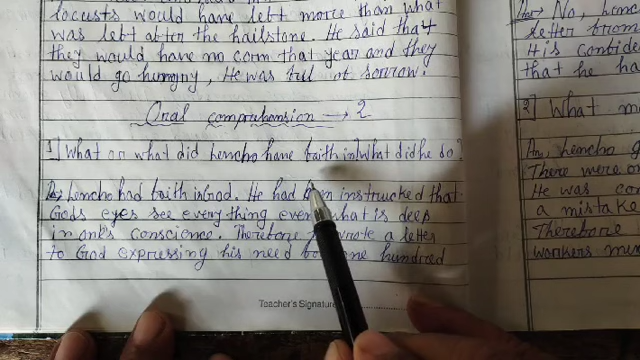 locusts would have left more than what
was left after the hailstone. He said that
they would have no corn that year and they
would go hungry, He was full of sorrow.
Oral comprehension → 2
1] What or what did Lencho have faith in? What did he do?
Ans, Lencho had faith in God. He had been instructed that
Gods eyes see everything even what is deep
in one's conscience. Therefore wrote a letter
to God expressing his need for one hundred
Teacher's Signature
Ans → No,
letter from
His
that he ha
2] What
Ans, Lencho
There were
He was con
a mistake
Therefore
workers